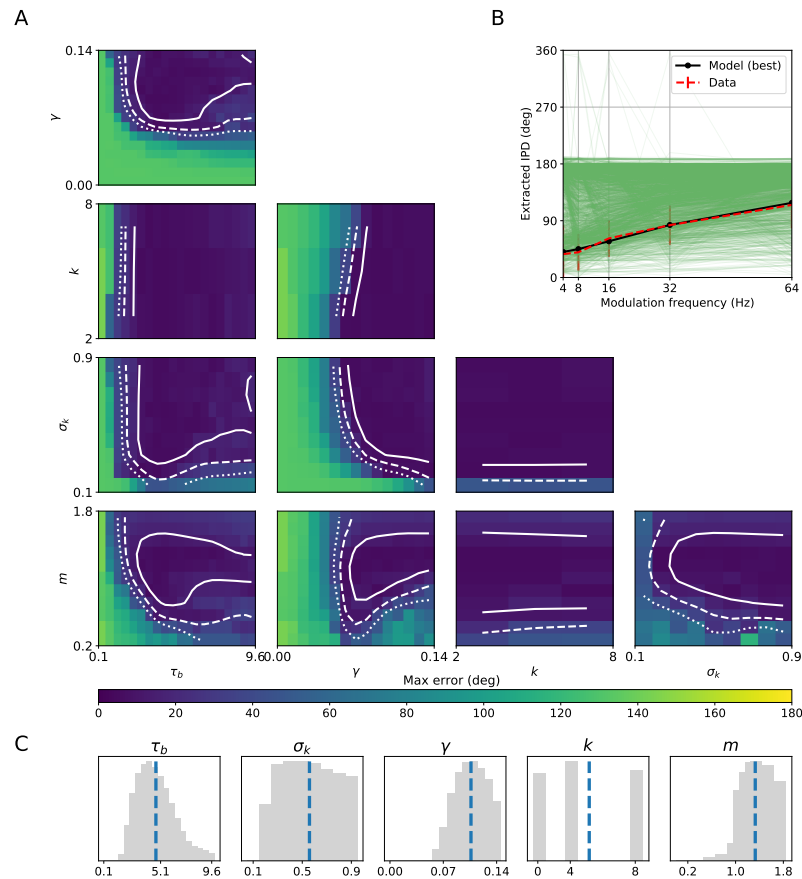 A
B
0.14
γ
0.00
360
270
180
90
0
Extracted IPD (deg)
Model (best)
Data
4
8
16
32
64
Modulation frequency (Hz)
8
k
2
0.9
σk
0.1
1.8
m
0.2
0.1
9.6
0.00
0.14
2
8
0.1
0.9
τb
γ
k
σk
Max error (deg)
0
20
40
60
80
100
120
140
160
180
C
τb
σk
γ
k
m
0.1
5.1
9.6
0.1
0.5
0.9
0.00
0.07
0.14
0
4
8
0.2
1.0
1.8